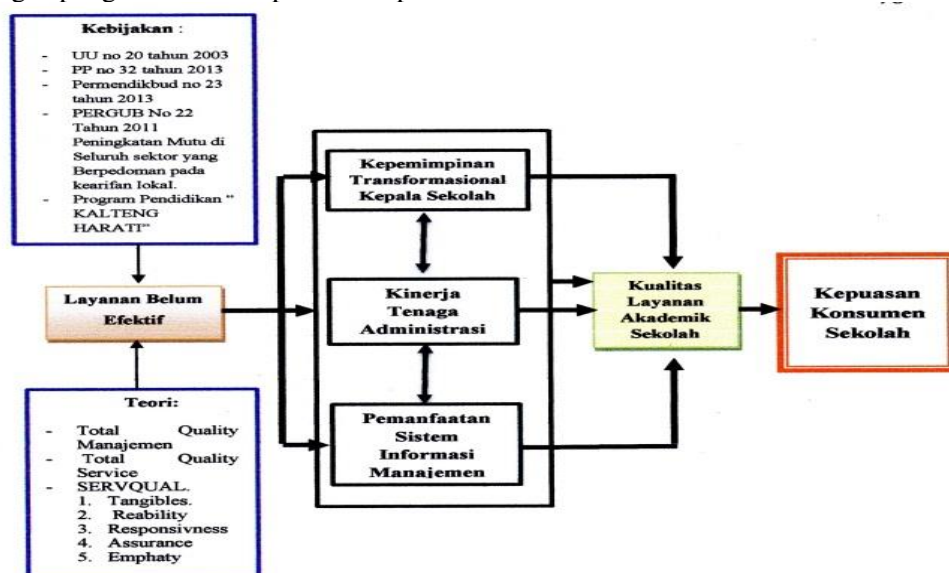 Kebijakan :
- UU no 20 tahun 2003
- PP no 32 tahun 2013
- Permendikbud no 23
tahun 2013
- PERGUB No 22
Tahun 2011
Peningkatan Mutu di
Seluruh sektor yang
Berpedoman pada
kearifan lokal.
- Program Pendidikan “
KALTENG
HARATI”
Layanan Belum
Efektif
Teori:
- Total Quality
Manajemen
- Total Quality
Service
- SERVQUAL.
1. Tangibles.
2. Reability
3. Responsivness
4. Assurance
5. Emphaty
Kepemimpinan
Transformasional
Kepala Sekolah
Kinerja
Tenaga
Administrasi
Pemanfaatan
Sistem
Informasi
Manajemen
Kualitas
Layanan
Akademik
Sekolah
Kepuasan
Konsumen
Sekolah